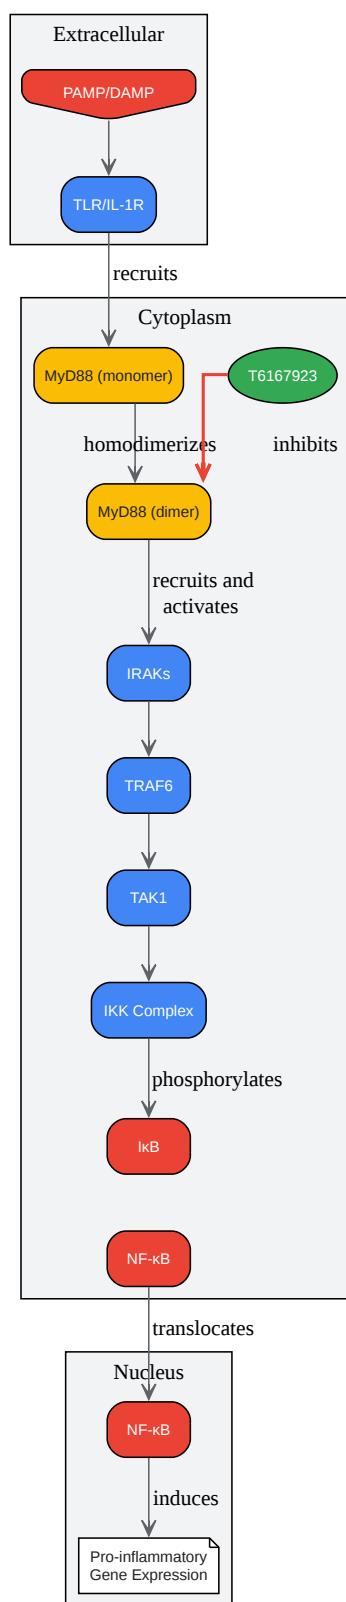 Extracellular
PAMP/DAMP
TLR/IL-1R
recruits
Cytoplasm
MyD88 (monomer)
T6167923
homodimerizes
inhibits
MyD88 (dimer)
recruits and
activates
IRAKs
TRAF6
TAK1
IKK Complex
phosphorylates
IκB
NF-κB
translocates
Nucleus
NF-κB
induces
Pro-inflammatory
Gene Expression